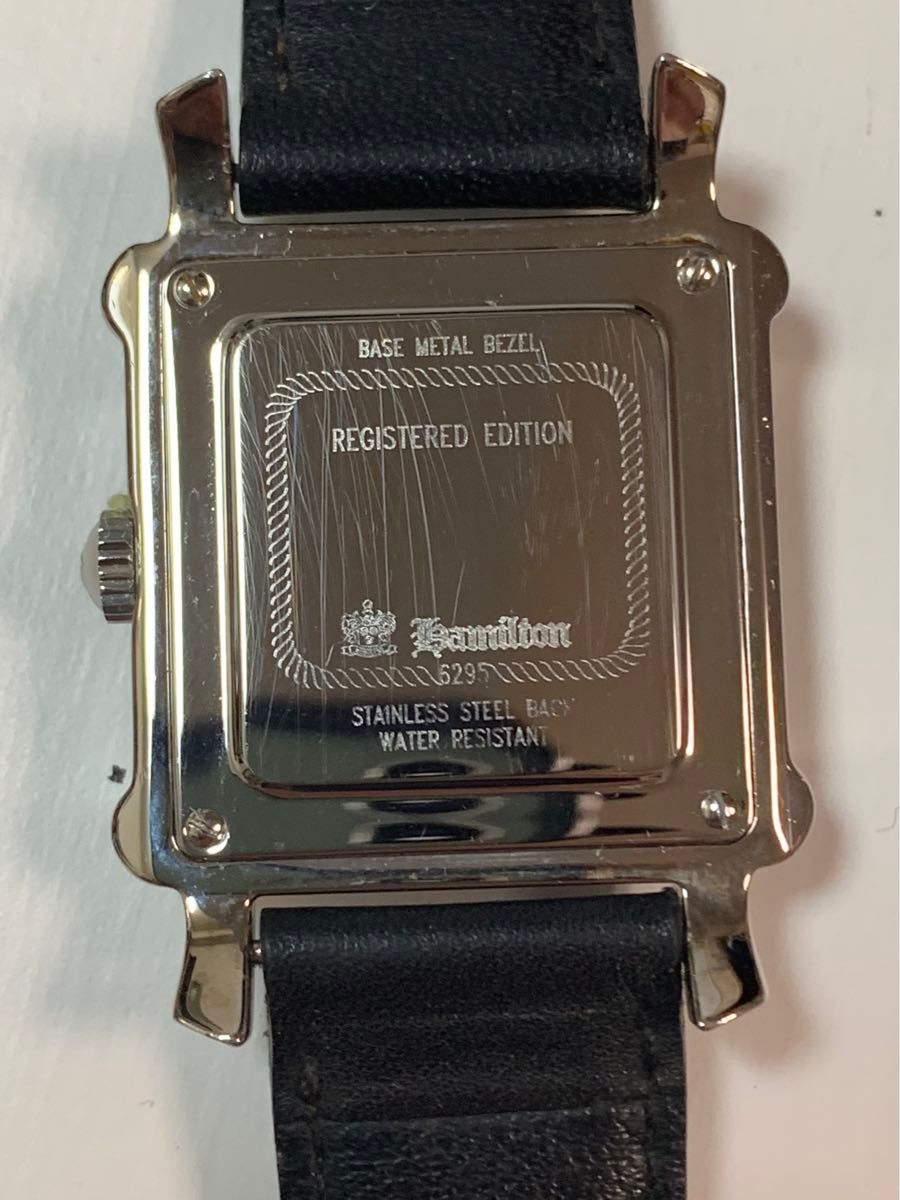 BASE METAL BEZEL
REGISTERED EDITION
Hamilton
6295
STAINLESS STEEL BACK
WATER RESISTANT